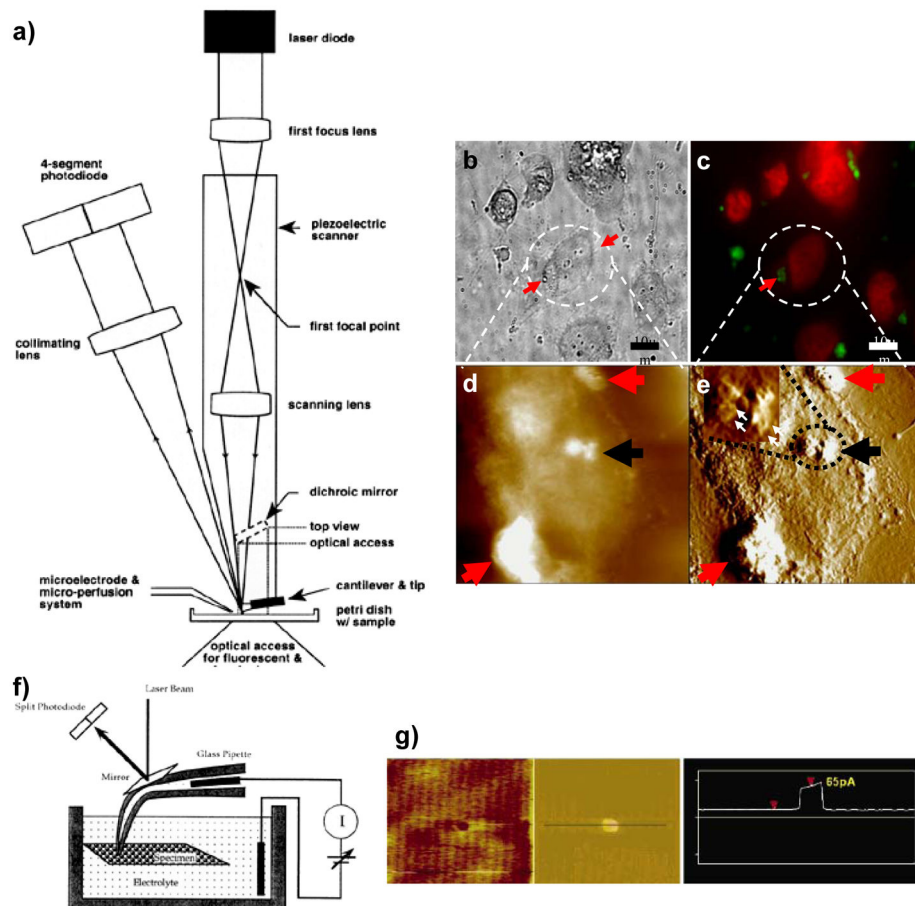 a)
laser diode
first focus lens
4-segment
photodiode
piezoelectric
scanner
first focal point
collimating
lens
scanning lens
dichroic mirror
top view
optical access
microelectrode &
micro-perfusion
system
cantilever & tip
petri dish
w/ sample
optical access
for fluorescent &
b
c
10µ
m
10µ
m
d
e
f)
Laser Beam
Split Photodiode
Glass Pipette
Mirror
I
Specimen
Electrolyte
g)
65pA